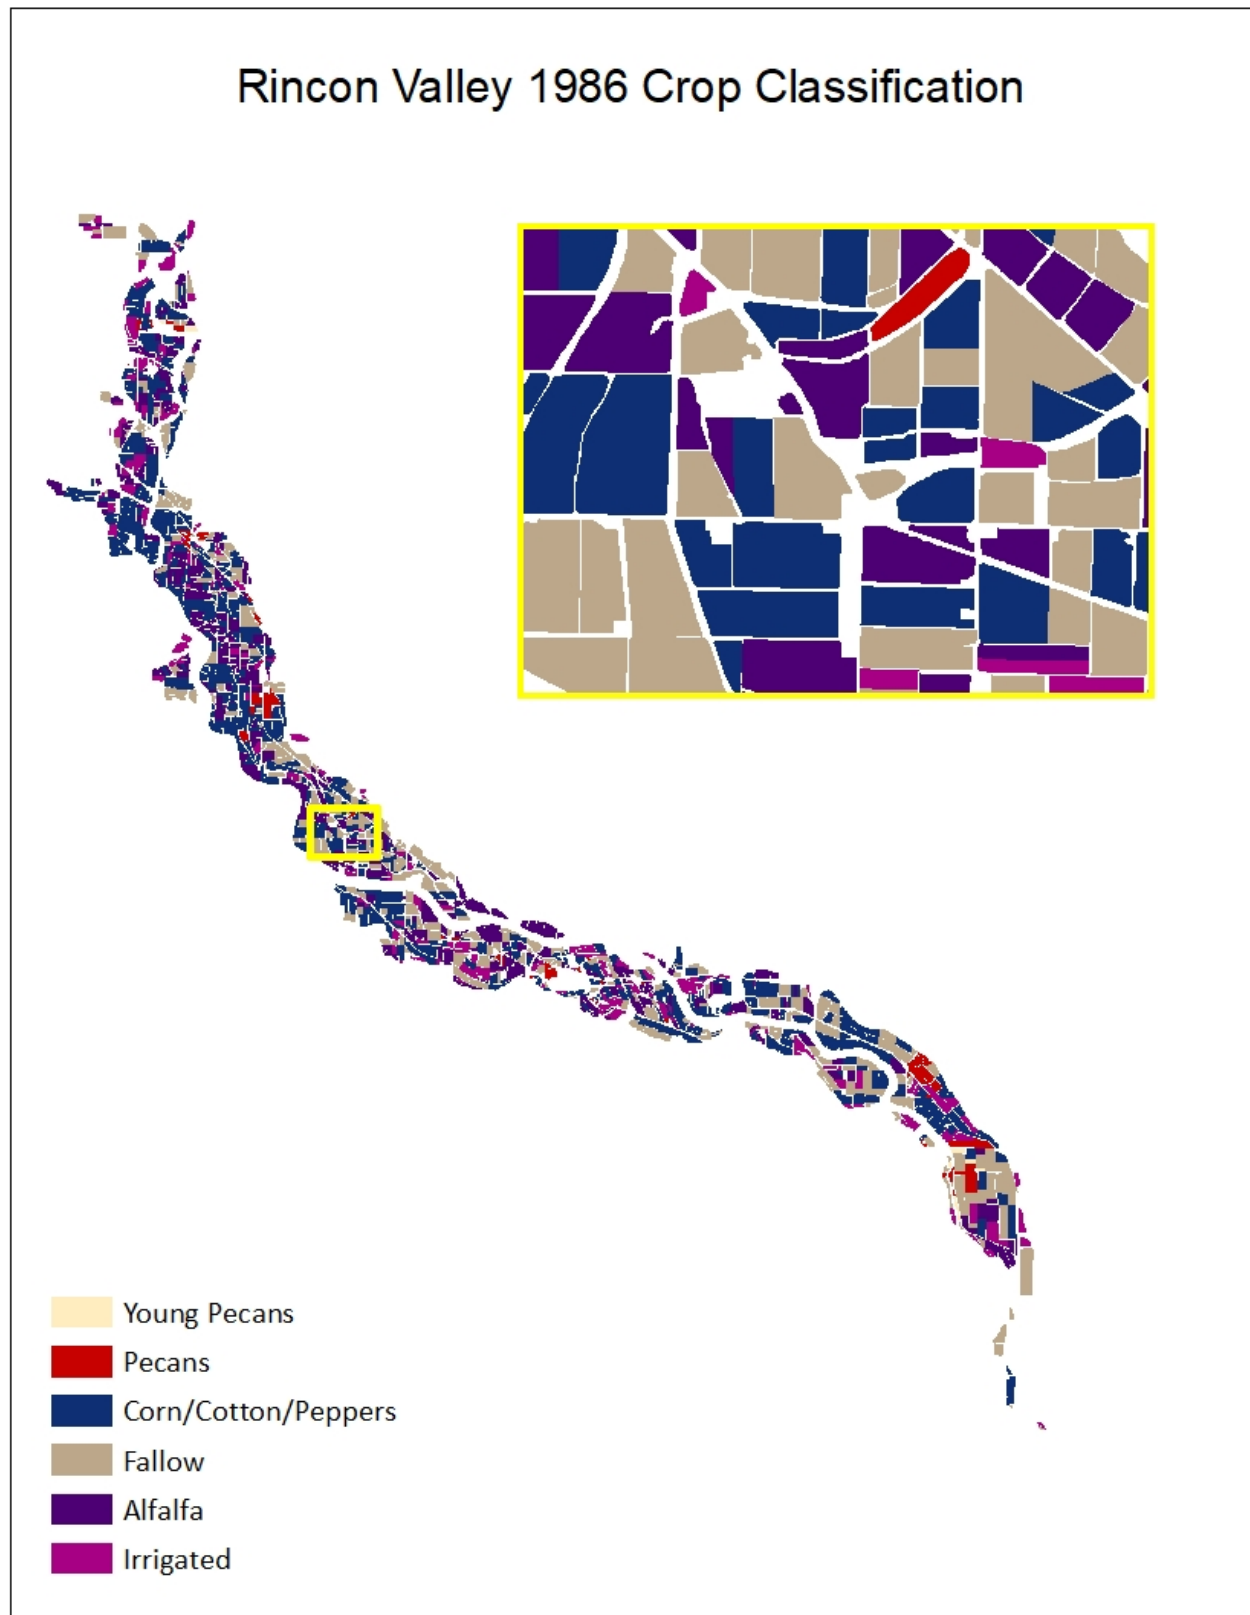 Rincon Valley 1986 Crop Classification
Young Pecans
Pecans
Corn/Cotton/Peppers
Fallow
Alfalfa
Irrigated